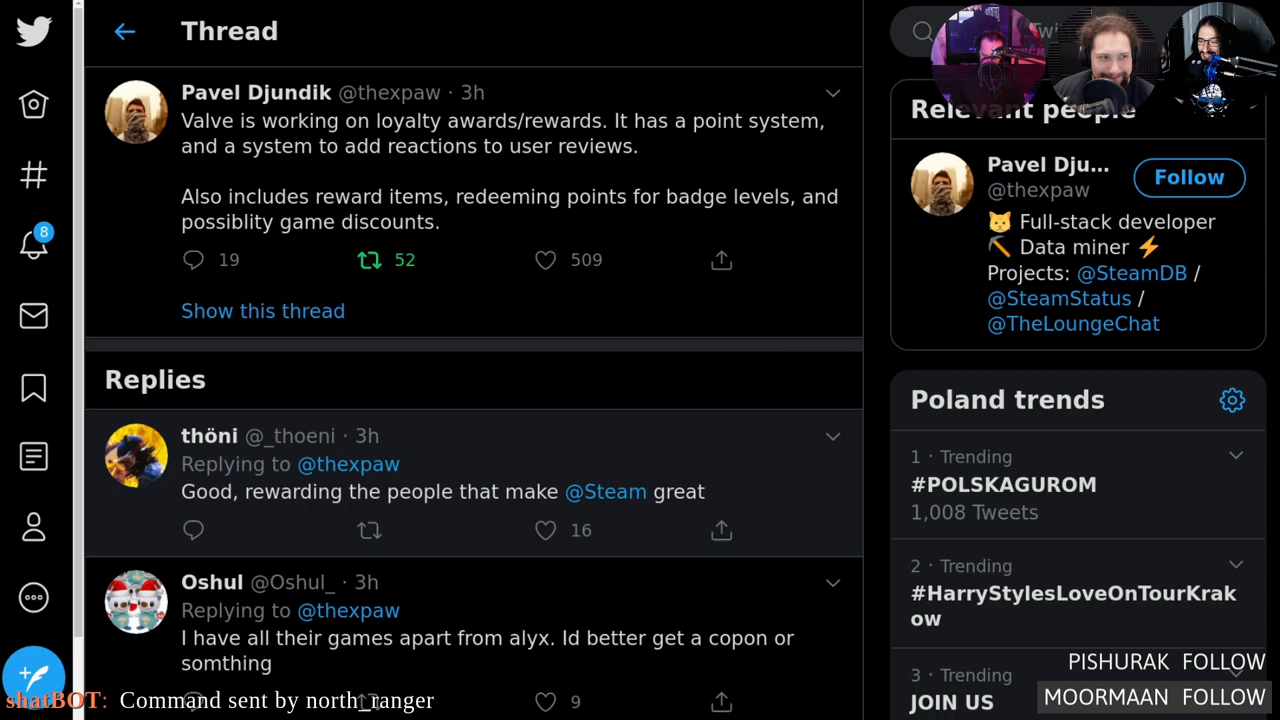 Thread
Pavel Djundik @thexpaw · 3h
Valve is working on loyalty awards/rewards. It has a point system,
and a system to add reactions to user reviews.
Also includes reward items, redeeming points for badge levels, and
possiblity game discounts.
19 52 509
Show this thread
Replies
thöni @_thoeni · 3h
Replying to @thexpaw
Good, rewarding the people that make @Steam great
16
Oshul @Oshul_ · 3h
Replying to @thexpaw
I have all their games apart from alyx. Id better get a copon or
somthing
9
8
Relevant people
Pavel Dju...
Follow
@thexpaw
🐱 Full-stack developer
⛏ Data miner ⚡
Projects: @SteamDB /
@SteamStatus /
@TheLoungeChat
Poland trends
1 · Trending
#POLSKAGUROM
1,008 Tweets
2 · Trending
#HarryStylesLoveOnTourKrak
ow
3 · Trending
JOIN US
PISHURAK FOLLOW
MOORMAAN FOLLOW
shatBOT: Command sent by north_ranger